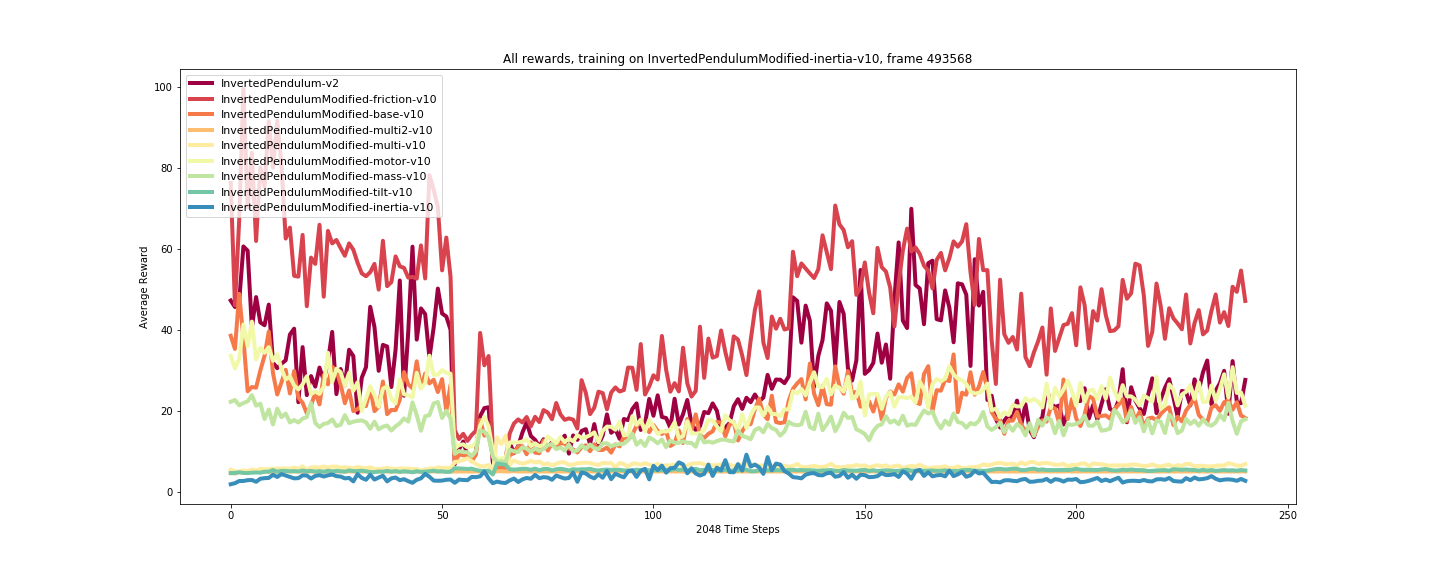 All rewards, training on InvertedPendulumModified-inertia-v10, frame 493568
InvertedPendulum-v2
InvertedPendulumModified-friction-v10
InvertedPendulumModified-base-v10
InvertedPendulumModified-multi2-v10
InvertedPendulumModified-multi-v10
InvertedPendulumModified-motor-v10
InvertedPendulumModified-mass-v10
InvertedPendulumModified-tilt-v10
InvertedPendulumModified-inertia-v10
100
80
60
40
20
0
Average Reward
0 50 100 150 200 250
2048 Time Steps